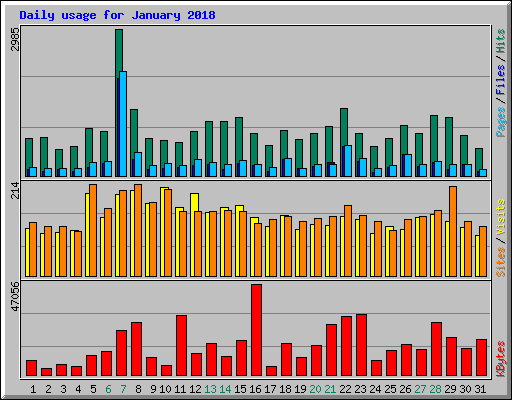 Daily usage for January 2018
2985
Pages / Files / Hits
214
Sites / Visits
47056
KBytes
1 2 3 4 5 6 7 8 9 10 11 12 13 14 15 16 17 18 19 20 21 22 23 24 25 26 27 28 29 30 31